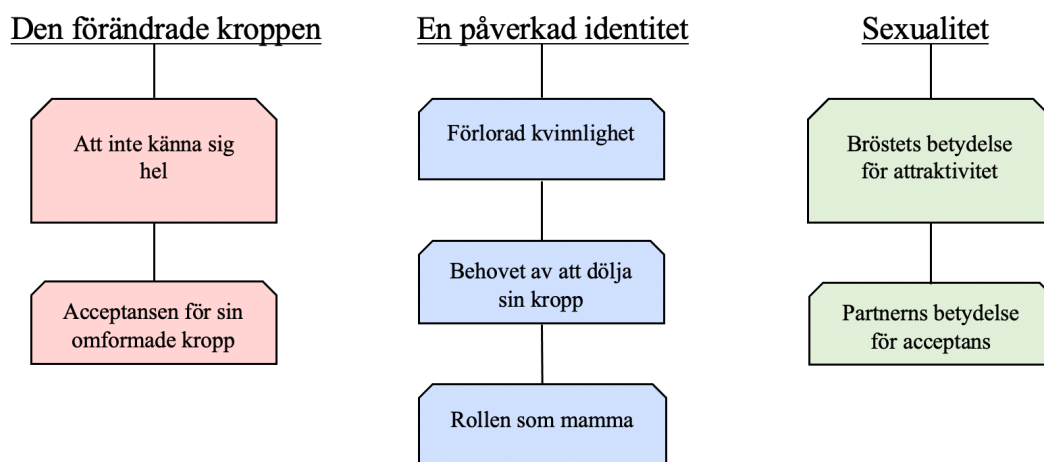 Den förändrade kroppen
Att inte känna sig
hel
Acceptansen för sin
omformade kropp
En påverkad identitet
Förlorad kvinnlighet
Behovet av att dölja
sin kropp
Rollen som mamma
Sexualitet
Bröstets betydelse
för attraktivitet
Partnerns betydelse
för acceptans